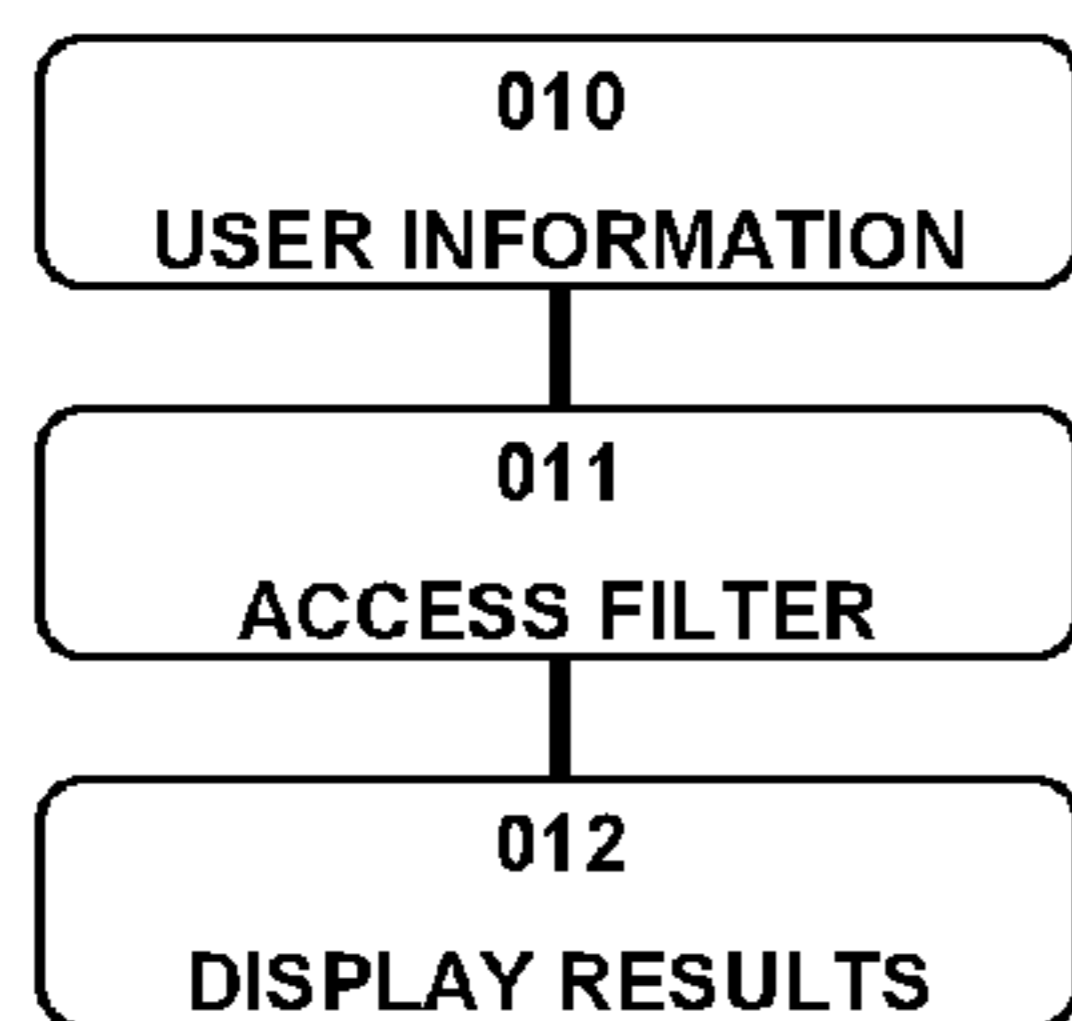 010
USER INFORMATION
011
ACCESS FILTER
012
DISPLAY RESULTS